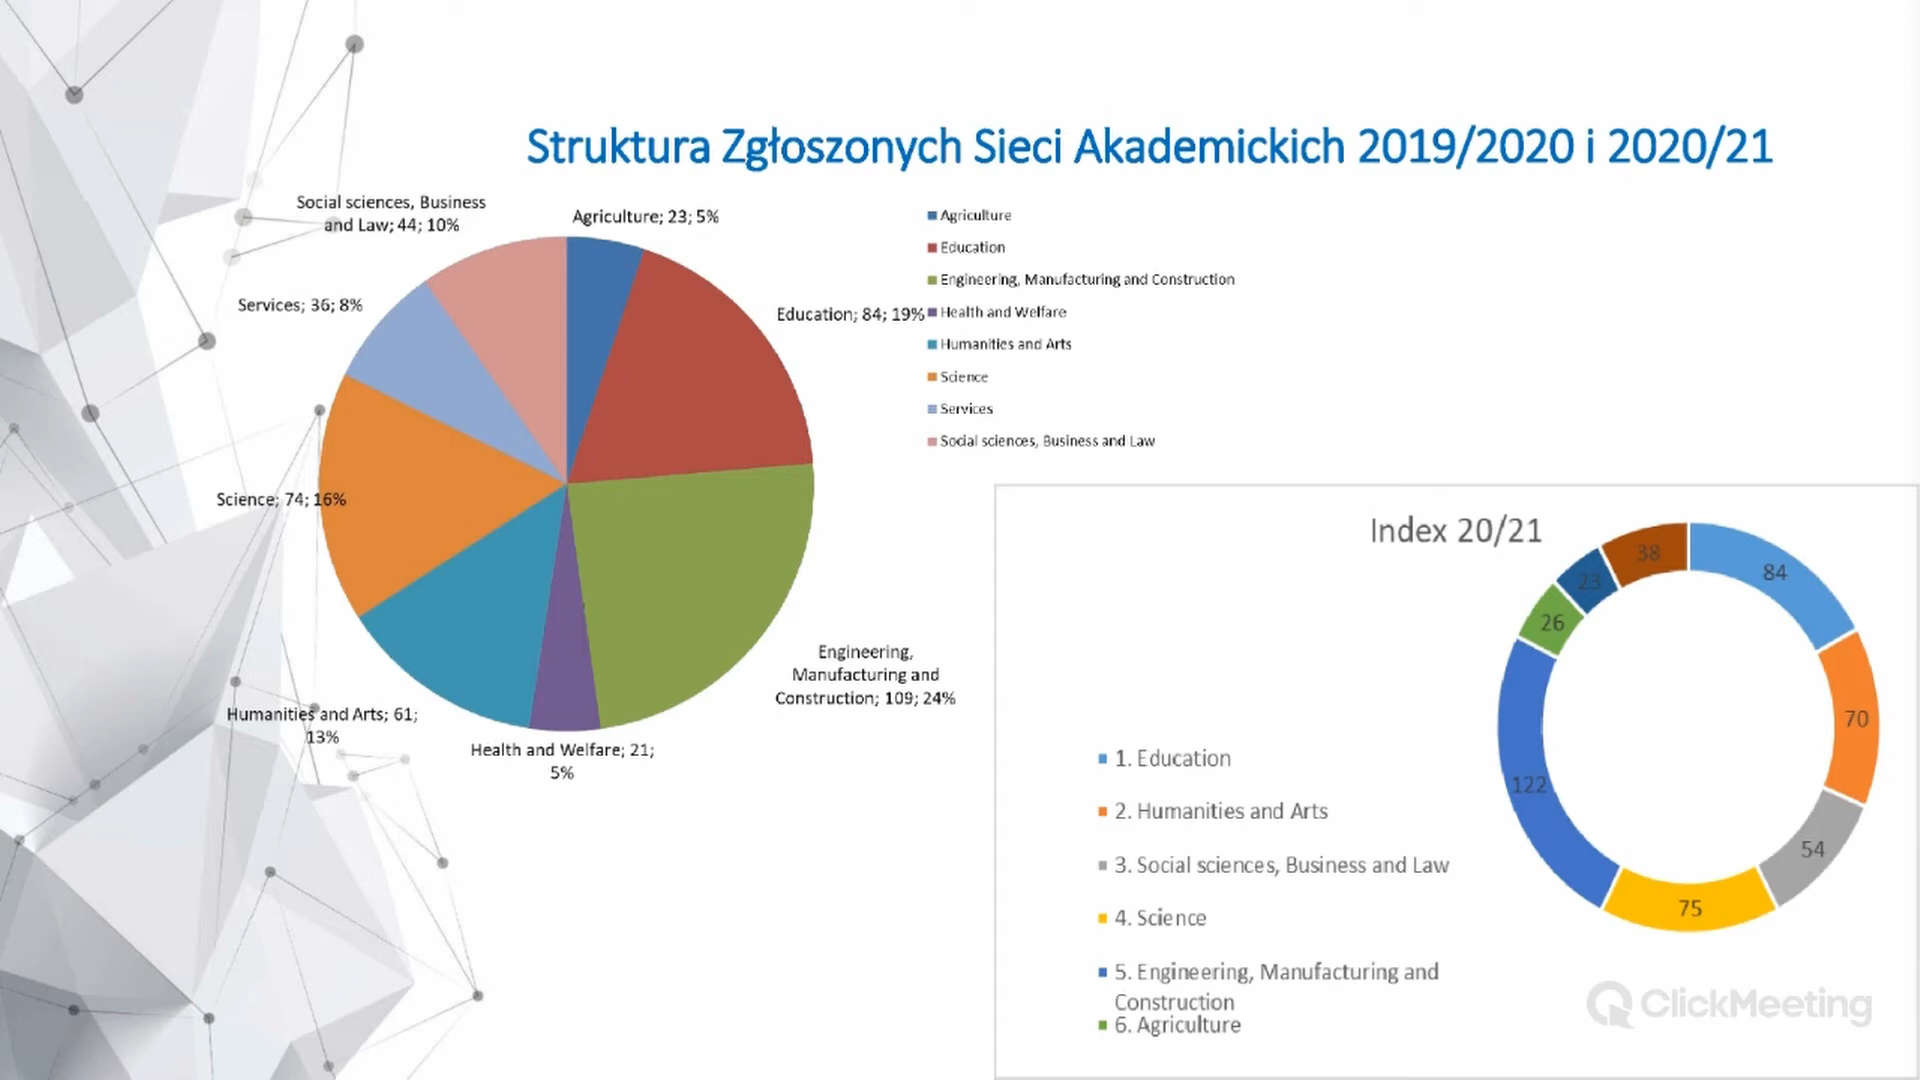 Struktura Zgłoszonych Sieci Akademickich 2019/2020 i 2020/21
Social sciences, Business
and Law; 44; 10%
Agriculture; 23; 5%
Services; 36; 8%
Education; 84; 19%
Science; 74; 16%
Engineering,
Manufacturing and
Construction; 109; 24%
Humanities and Arts; 61;
13%
Health and Welfare; 21;
5%
Agriculture
Education
Engineering, Manufacturing and Construction
Health and Welfare
Humanities and Arts
Science
Services
Social sciences, Business and Law
Index 20/21
84
70
54
75
122
26
23
38
1. Education
2. Humanities and Arts
3. Social sciences, Business and Law
4. Science
5. Engineering, Manufacturing and
Construction
6. Agriculture
ClickMeeting